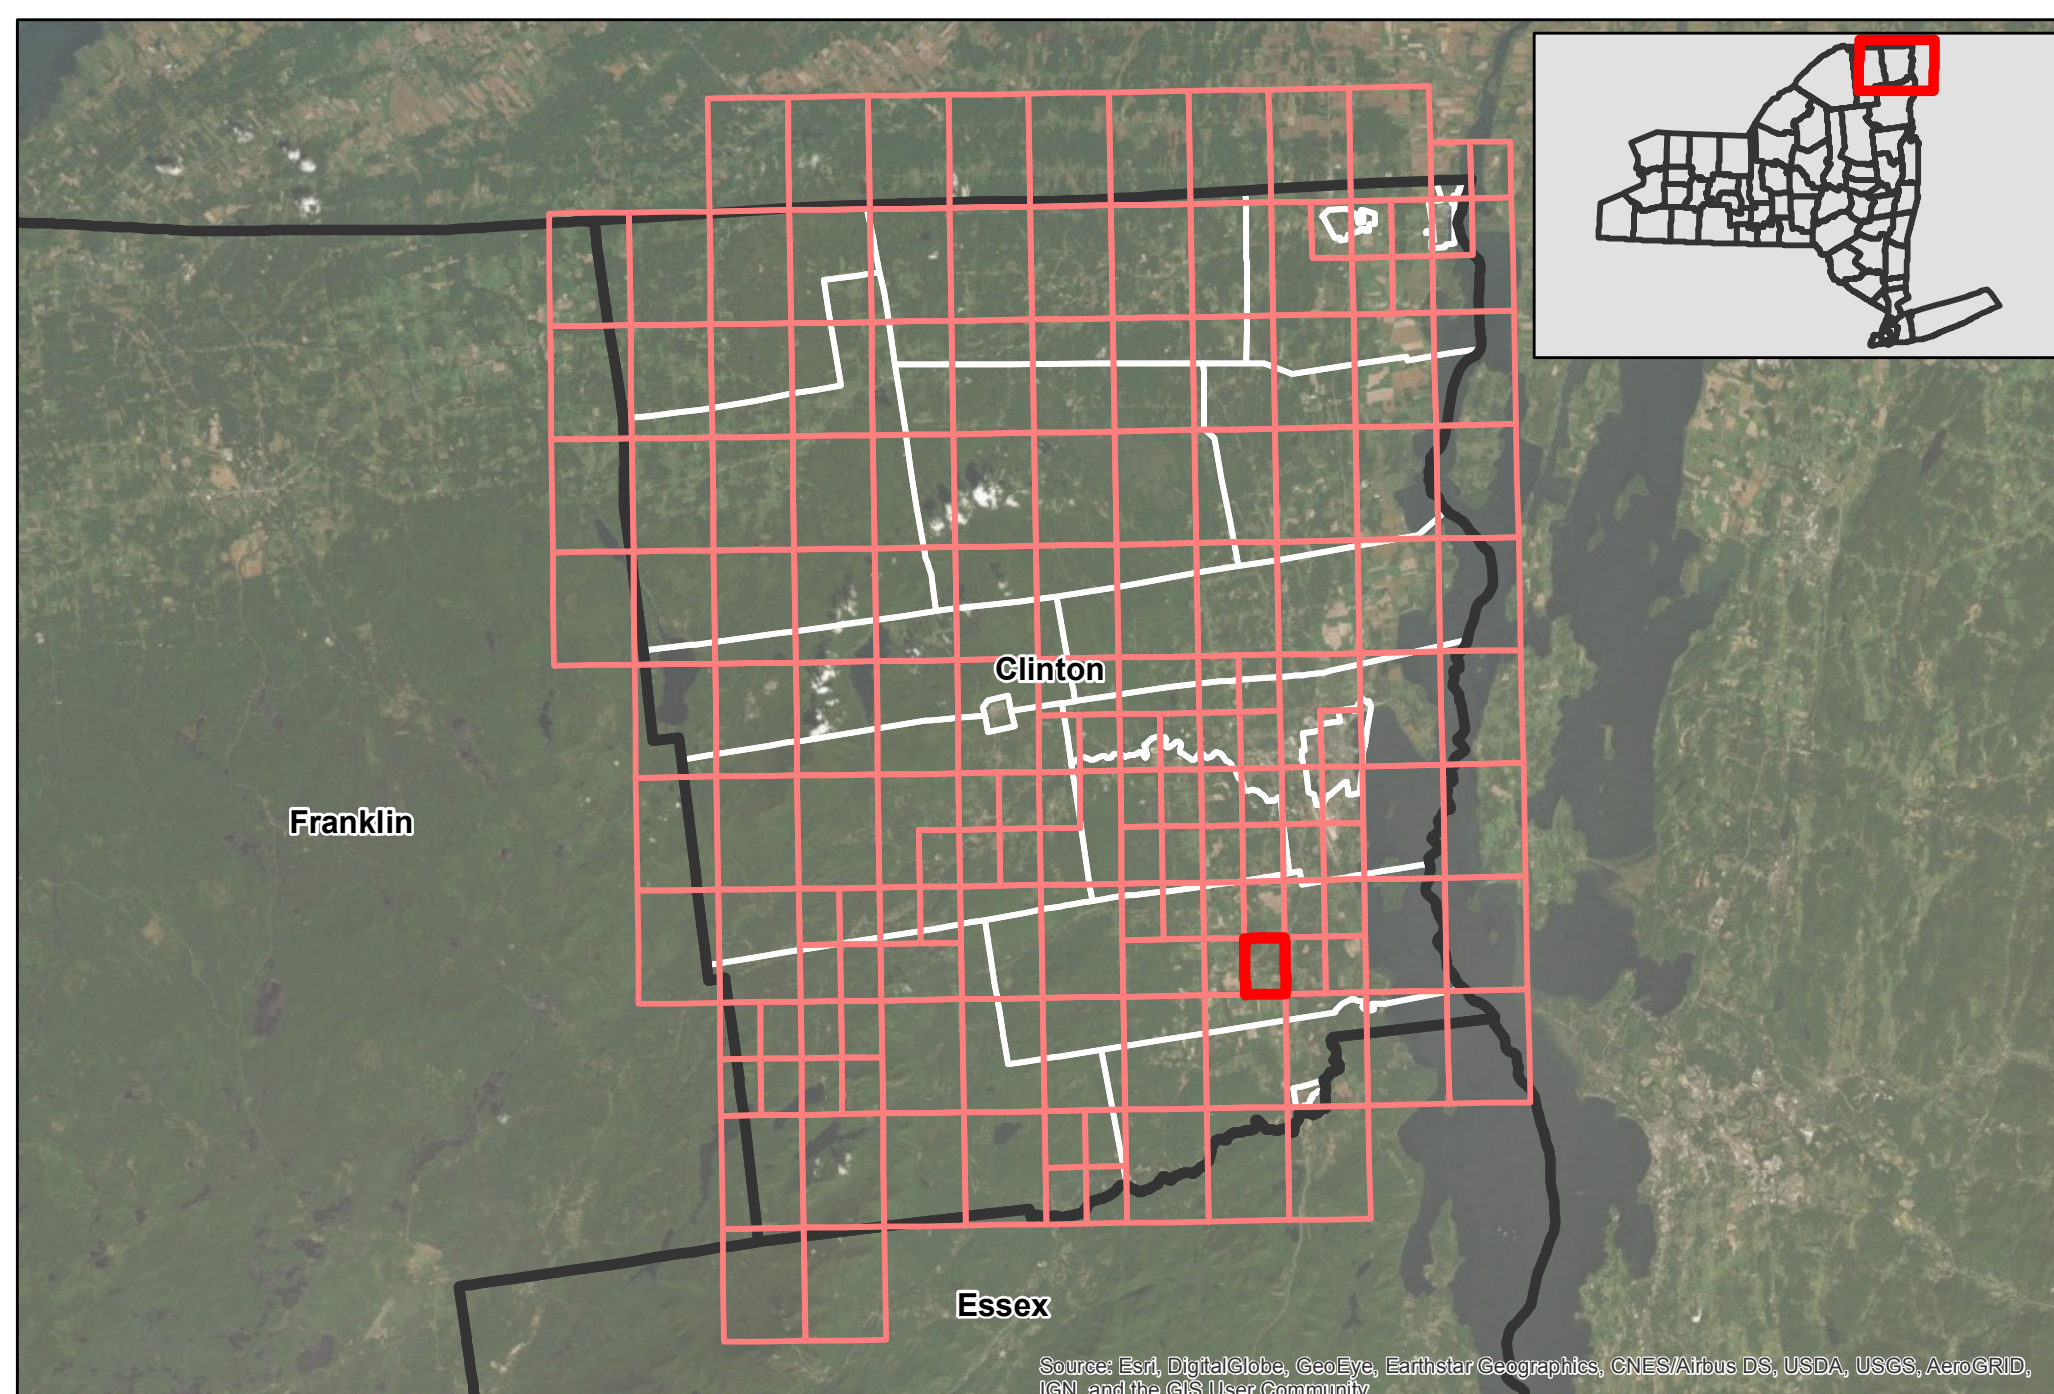 Clinton
Franklin
Essex
Source: Esri, DigitalGlobe, GeoEye, Earthstar Geographics, CNES/Airbus DS, USDA, USGS, AeroGRID,
IGN, and the GIS User Community